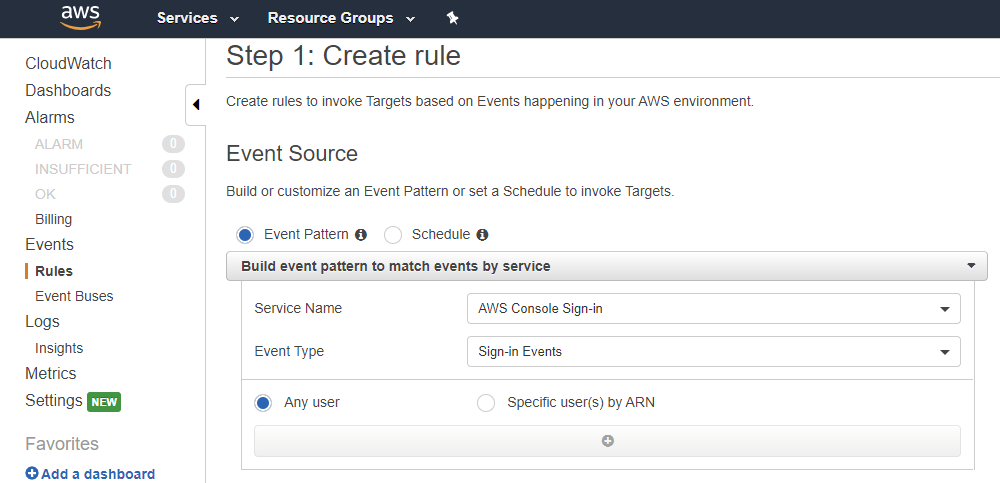 aws Services Resource Groups
CloudWatch
Dashboards
Alarms
ALARM 0
INSUFFICIENT 0
OK 0
Billing
Events
Rules
Event Buses
Logs
Insights
Metrics
Settings NEW
Favorites
Add a dashboard
Step 1: Create rule
Create rules to invoke Targets based on Events happening in your AWS environment.
Event Source
Build or customize an Event Pattern or set a Schedule to invoke Targets.
Event Pattern Schedule
Build event pattern to match events by service
Service Name AWS Console Sign-in
Event Type Sign-in Events
Any user Specific user(s) by ARN